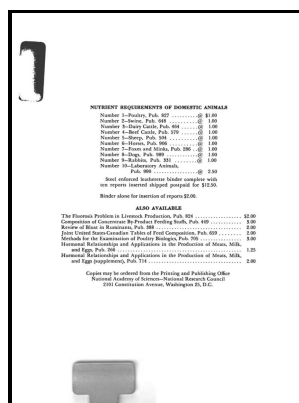 NUTRIENT REQUIREMENTS OF DOMESTIC ANIMALS
Number 1—Poultry, Pub. 827 ........@ $1.00
Number 2—Swine, Pub. 648 ........@ 1.00
Number 3—Dairy Cattle, Pub. 464 ....@ 1.00
Number 4—Beef Cattle, Pub. 579 ....@ 1.00
Number 5—Sheep, Pub. 504 ........@ 1.00
Number 6—Horses, Pub. 906 ........@ 1.00
Number 7—Foxes and Minks, Pub. 296 ..@ 1.00
Number 8—Dogs, Pub. 989 ........@ 1.00
Number 9—Rabbits, Pub. 331 ........@ 1.00
Number 10—Laboratory Animals,
Pub. 990 ........@ 2.50
Steel enforced leatherette binder complete with
ten reports inserted shipped postpaid for $12.50.
Binder alone for insertion of reports $2.00.
ALSO AVAILABLE
The Fluorosis Problem in Livestock Production, Pub. 824 ........ $2.00
Composition of Concentrate By-Product Feeding Stuffs, Pub. 449 ........ 5.00
Review of Bloat in Ruminants, Pub. 388 ........ 2.00
Joint United States-Canadian Tables of Feed Composition, Pub. 659 ........ 2.00
Methods for the Examination of Poultry Biologics, Pub. 705 ........ 3.00
Hormonal Relationships and Applications in the Production of Meats, Milk,
and Eggs, Pub. 266 ........ 1.25
Hormonal Relationships and Applications in the Production of Meats, Milk,
and Eggs (supplement), Pub. 714 ........ 2.00
Copies may be ordered from the Printing and Publishing Office
National Academy of Sciences—National Research Council
2101 Constitution Avenue, Washington 25, D.C.